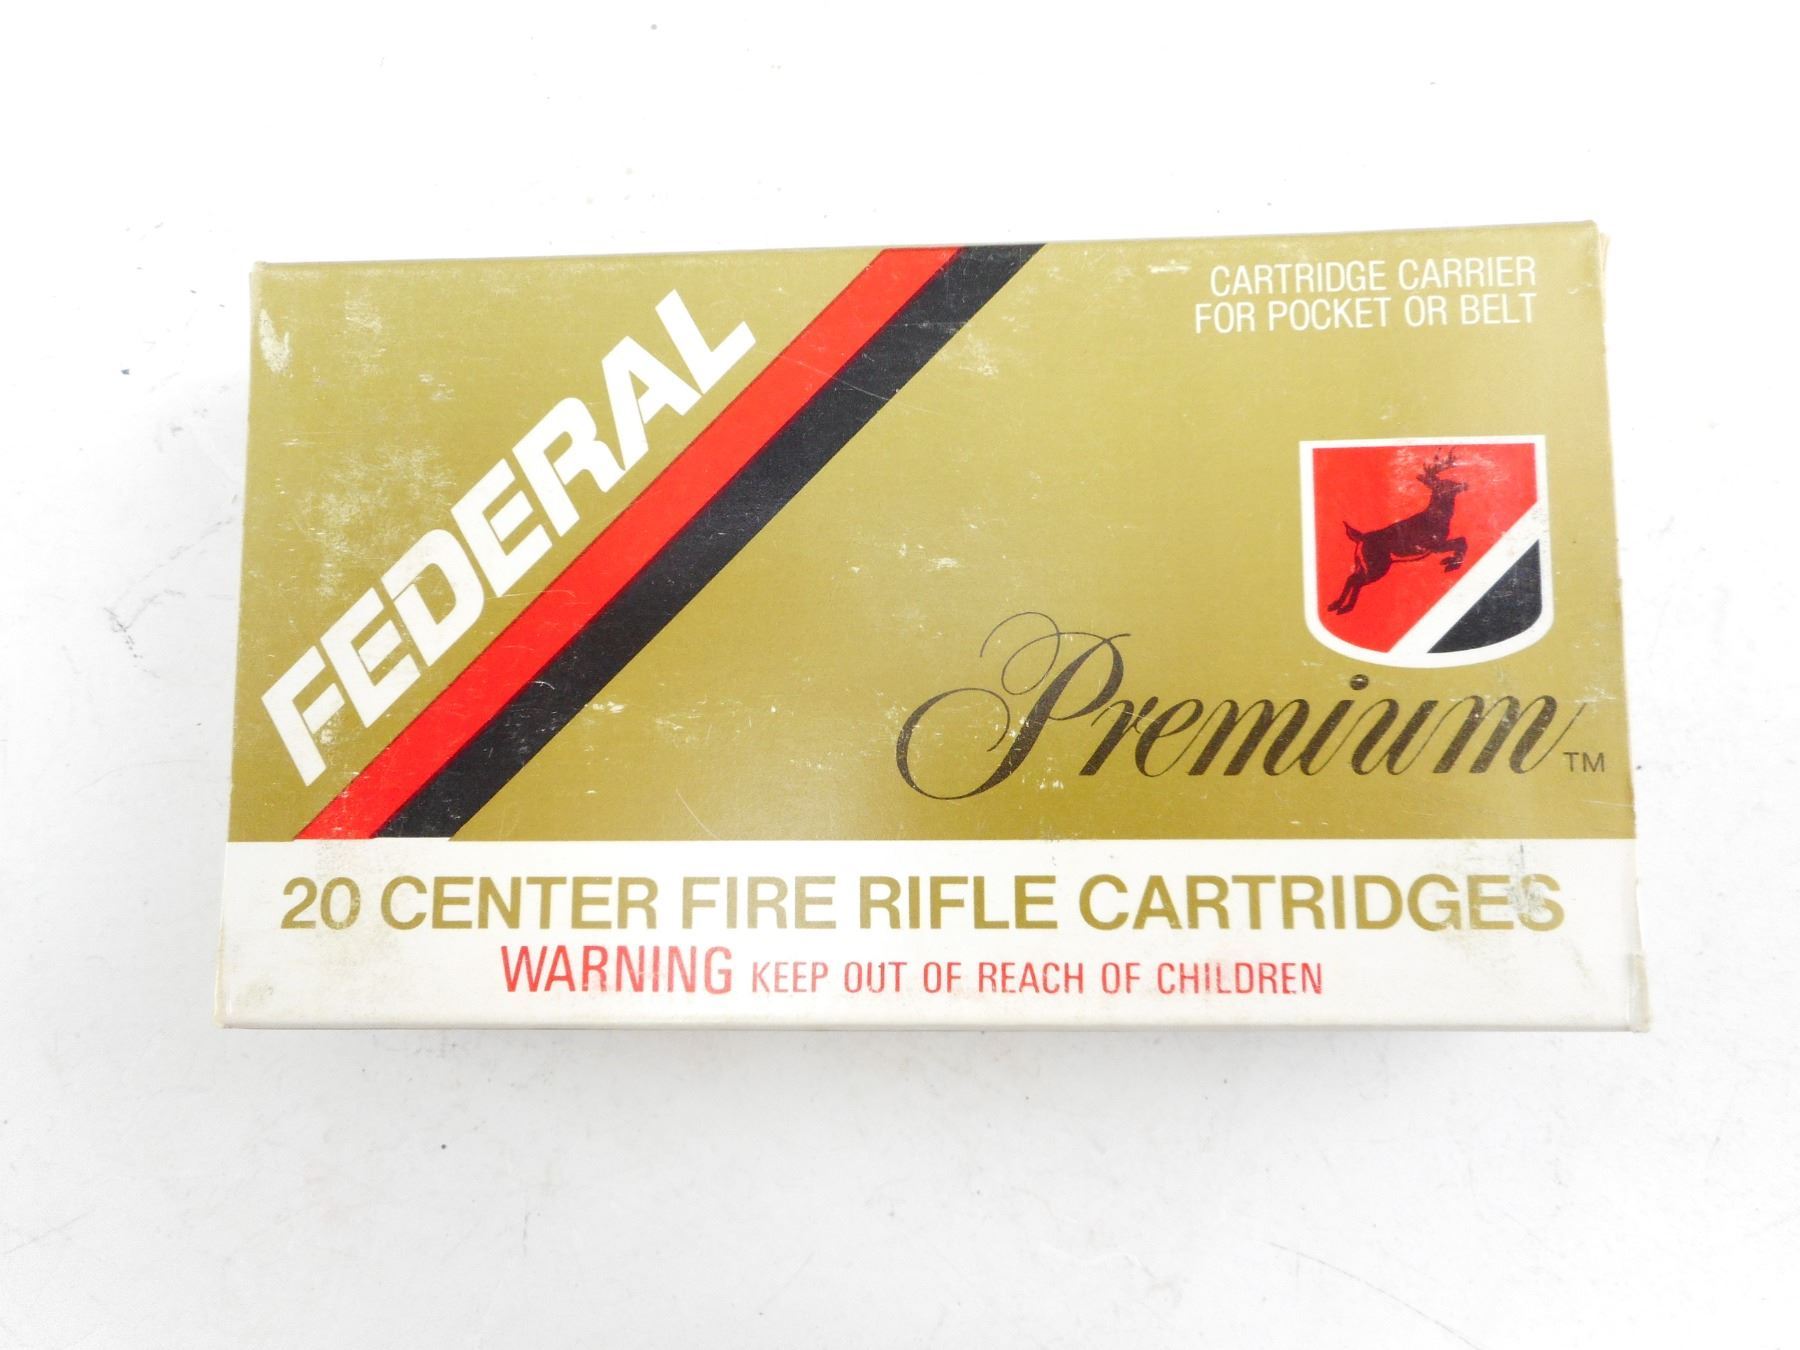 CARTRIDGE CARRIER
FOR POCKET OR BELT
FEDERAL
Premium™
20 CENTER FIRE RIFLE CARTRIDGES
WARNING KEEP OUT OF REACH OF CHILDREN